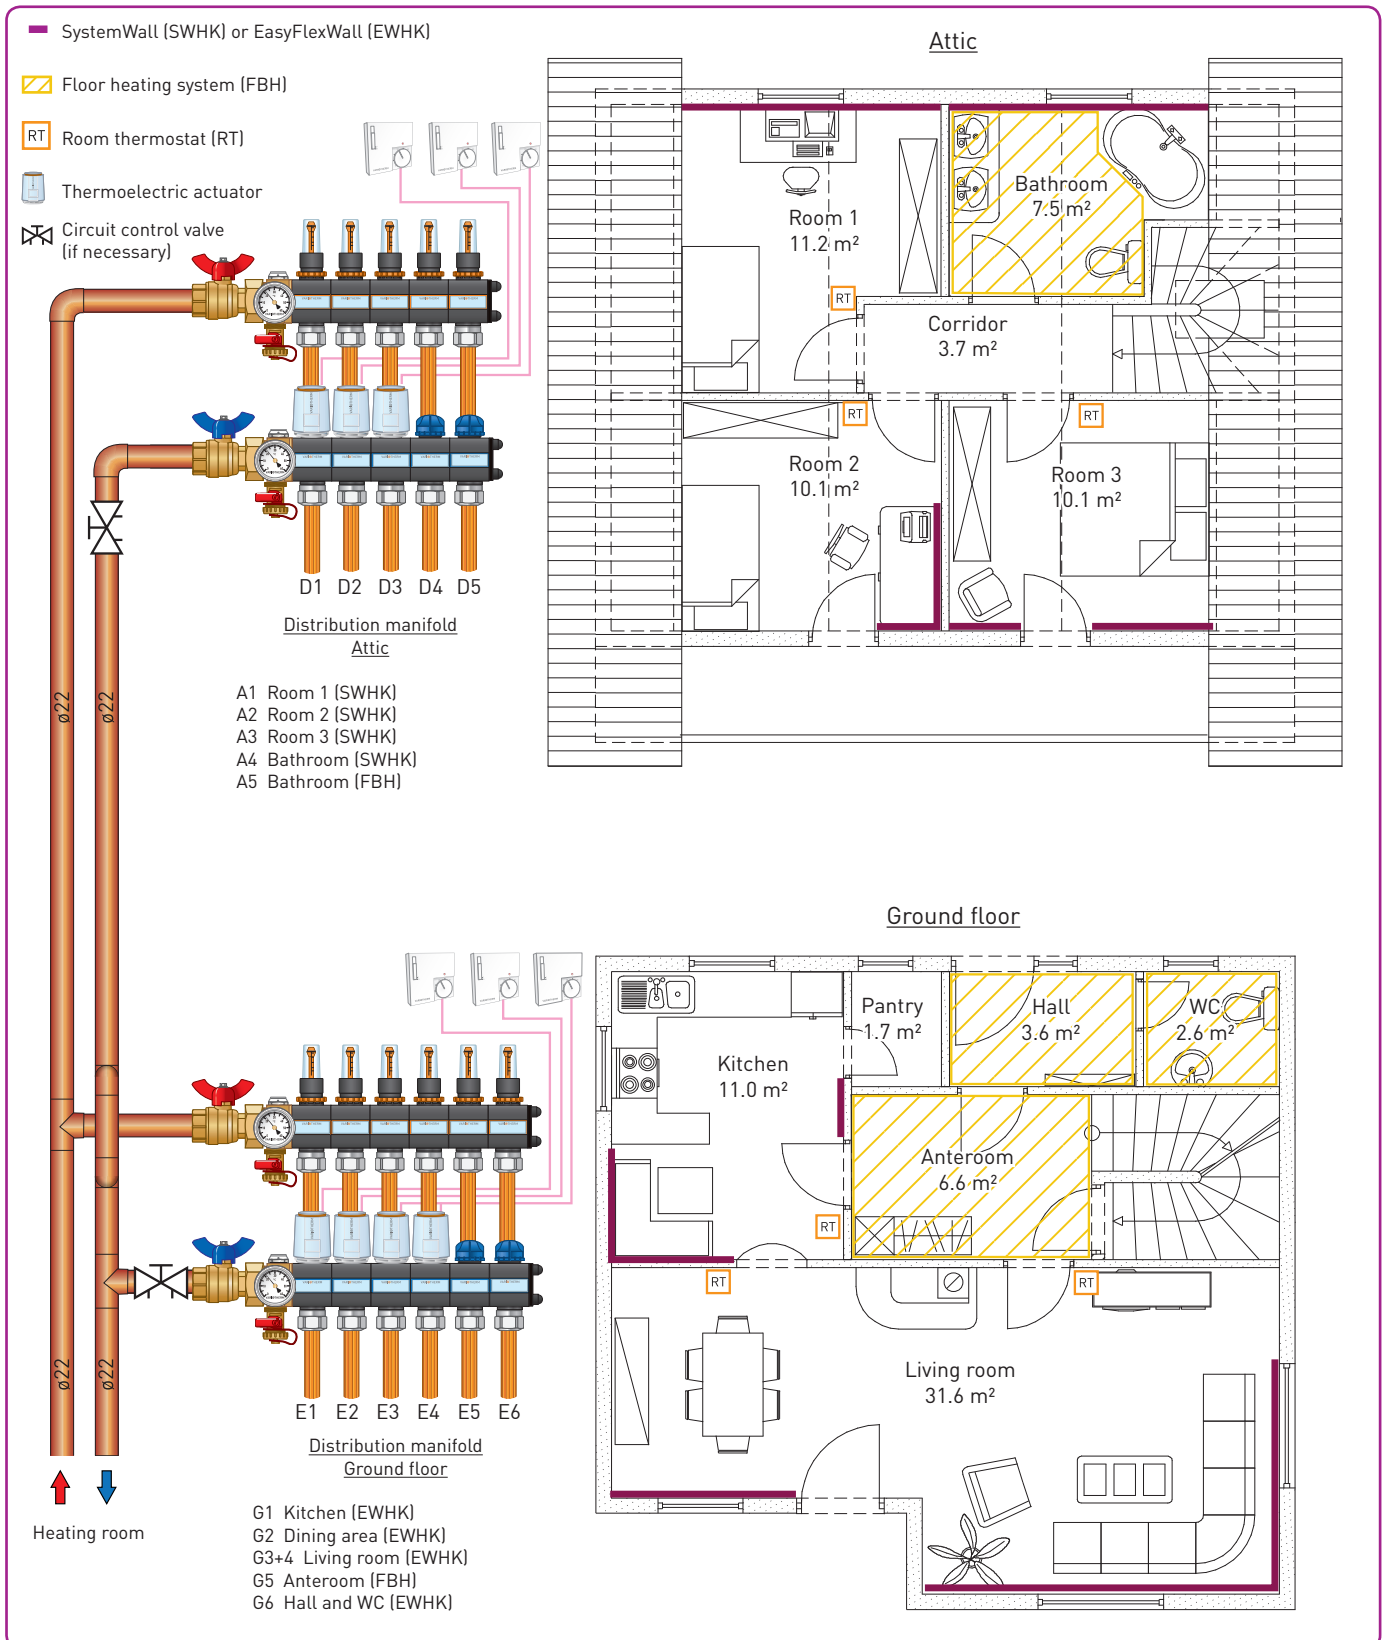 SystemWall (SWHK) or EasyFlexWall (EWHK)
Floor heating system (FBH)
RT Room thermostat (RT)
Thermoelectric actuator
Circuit control valve
(if necessary)
Attic
Room 1
11.2 m²
Bathroom
7.5 m²
RT
Corridor
3.7 m²
RT
RT
Room 2
10.1 m²
Room 3
10.1 m²
D1 D2 D3 D4 D5
Distribution manifold
Attic
A1 Room 1 (SWHK)
A2 Room 2 (SWHK)
A3 Room 3 (SWHK)
A4 Bathroom (SWHK)
A5 Bathroom (FBH)
ø22
ø22
Ground floor
Pantry
1.7 m²
Hall
3.6 m²
WC
2.6 m²
Kitchen
11.0 m²
Anteroom
6.6 m²
RT
RT
RT
Living room
31.6 m²
ø22
ø22
E1 E2 E3 E4 E5 E6
Distribution manifold
Ground floor
Heating room
G1 Kitchen (EWHK)
G2 Dining area (EWHK)
G3+4 Living room (EWHK)
G5 Anteroom (FBH)
G6 Hall and WC (EWHK)